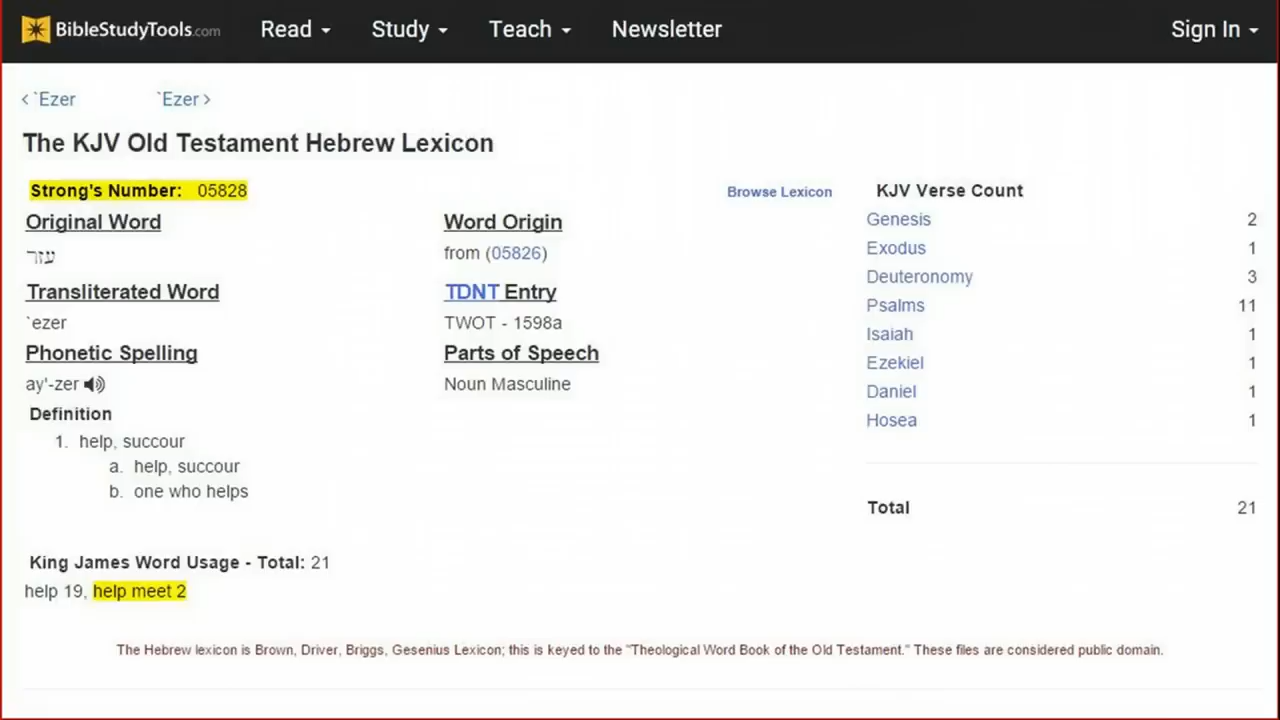 BibleStudyTools.com Read Study Teach Newsletter Sign In
< `Ezer `Ezer >
The KJV Old Testament Hebrew Lexicon
Strong's Number: 05828
Original Word
עזר
Transliterated Word
`ezer
Phonetic Spelling
ay'-zer
Word Origin
from (05826)
TDNT Entry
TWOT - 1598a
Parts of Speech
Noun Masculine
Definition
1. help, succour
a. help, succour
b. one who helps
King James Word Usage - Total: 21
help 19, help meet 2
Browse Lexicon
KJV Verse Count
Genesis 2
Exodus 1
Deuteronomy 3
Psalms 11
Isaiah 1
Ezekiel 1
Daniel 1
Hosea 1
Total 21
The Hebrew lexicon is Brown, Driver, Briggs, Gesenius Lexicon; this is keyed to the "Theological Word Book of the Old Testament." These files are considered public domain.